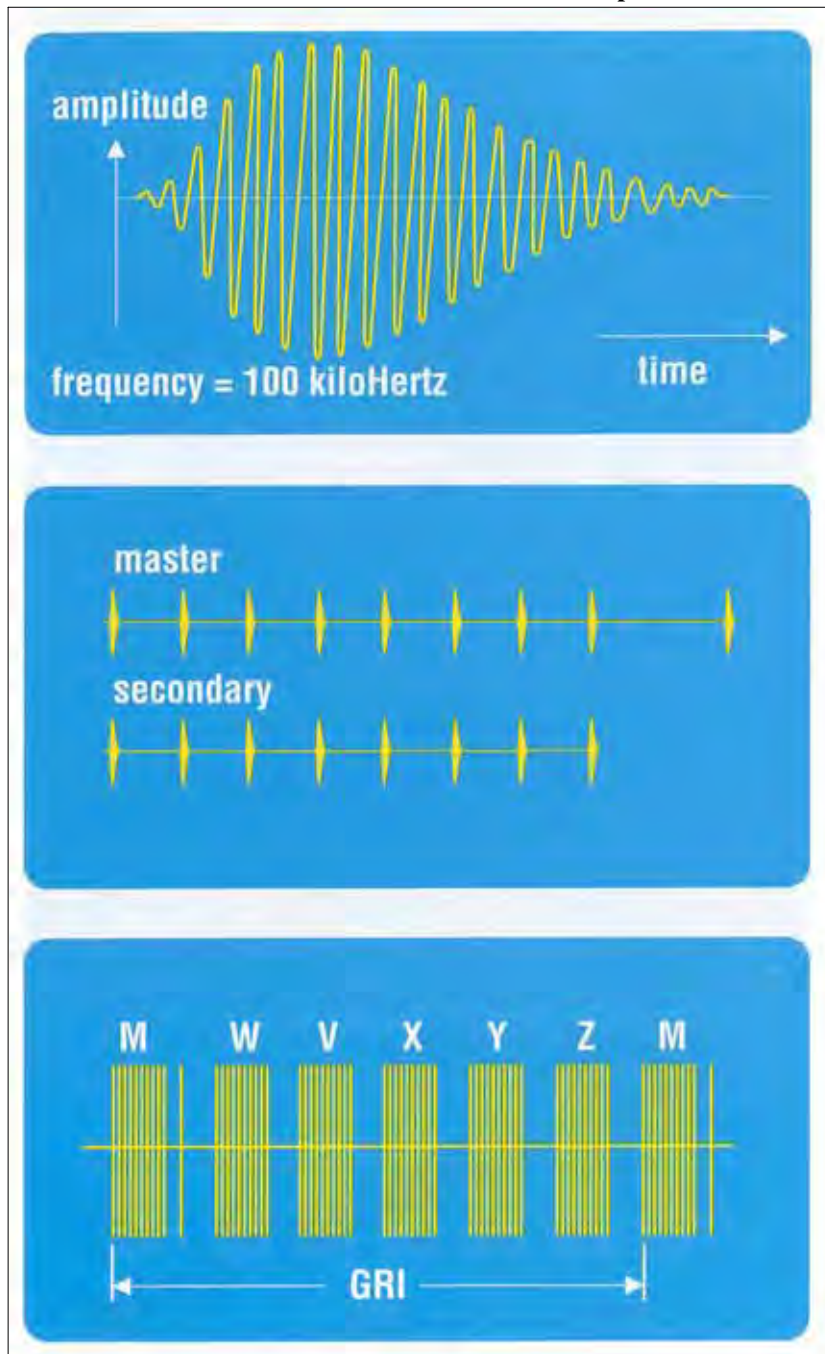 amplitude
frequency = 100 kiloHertz
time
master
secondary
M W V X Y Z M
GRI